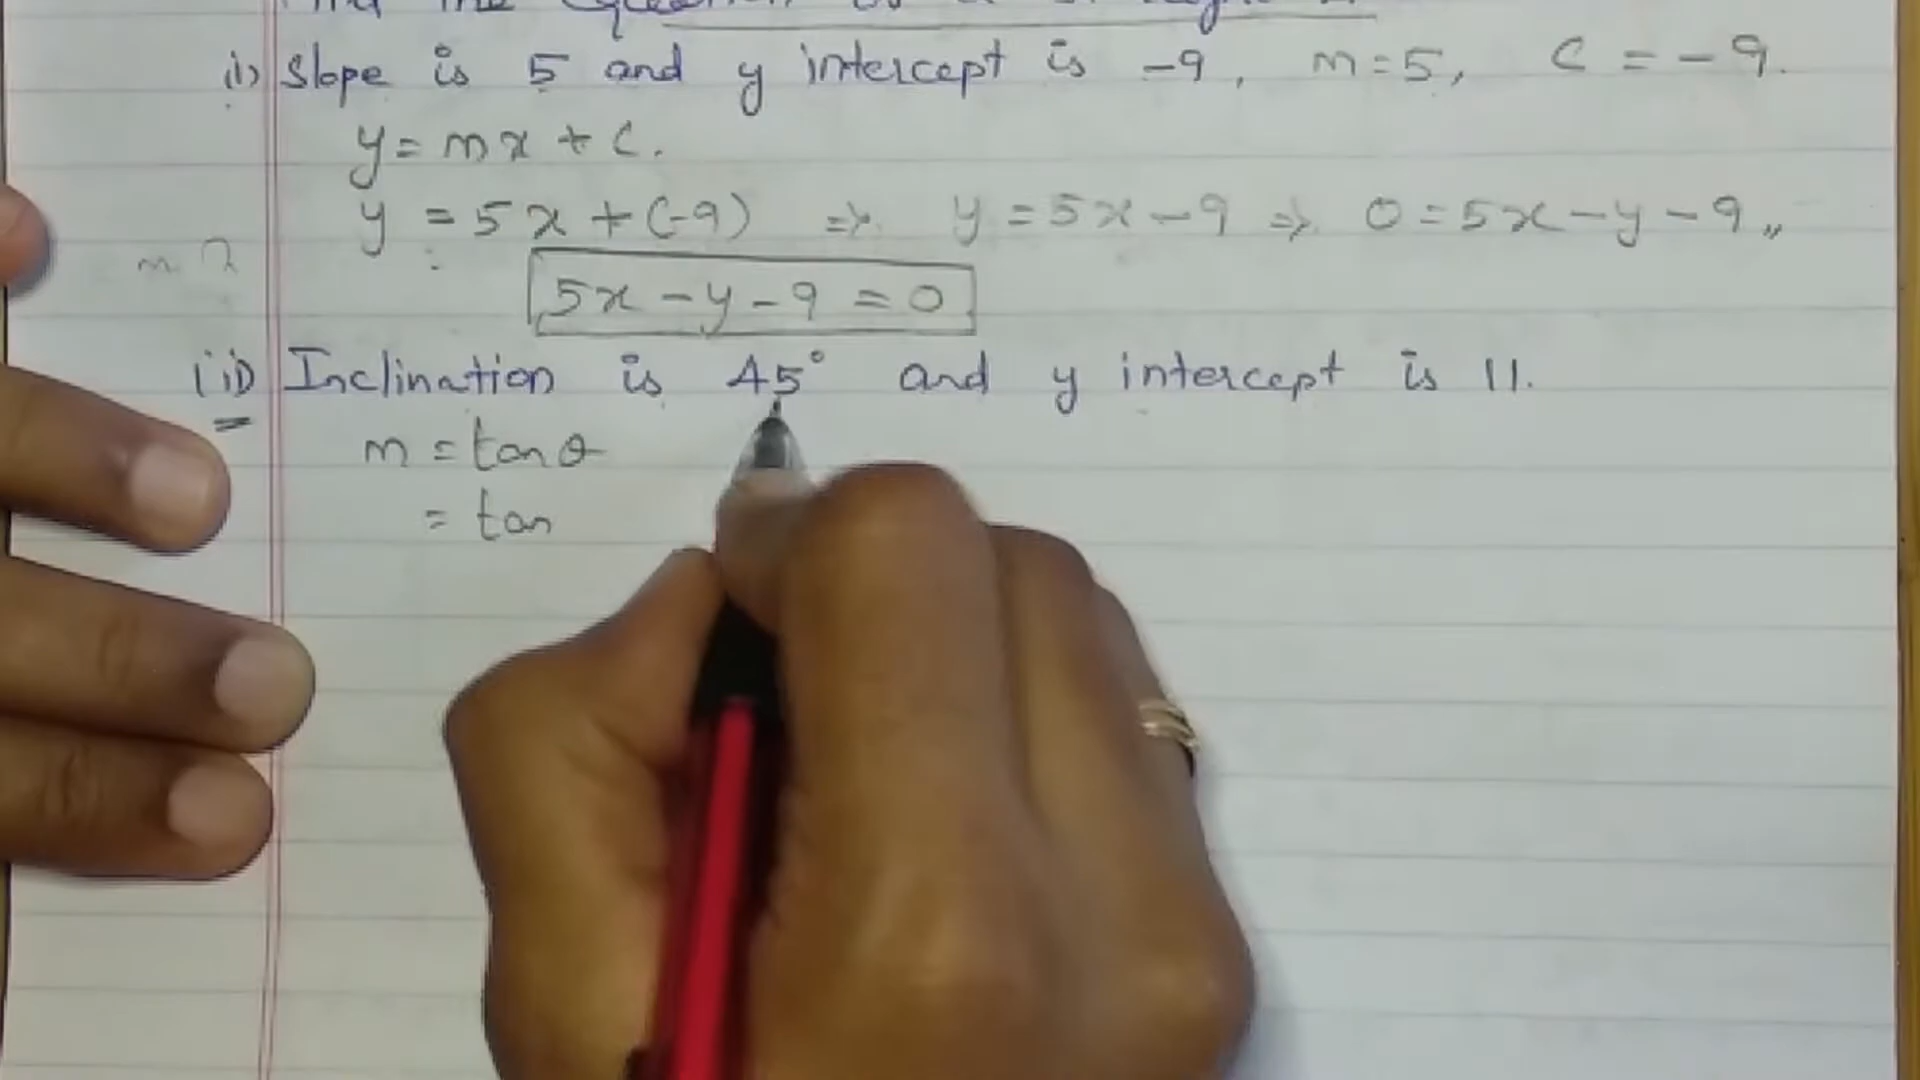 (i) Slope is 5 and y intercept is -9, m=5, C = -9.
y = mx + c.
y = 5x + (-9) ⇒ y = 5x - 9 ⇒ 0 = 5x - y - 9,,
m
5x - y - 9 = 0
(ii) Inclination is 45° and y intercept is 11.
m = tan θ
= tan